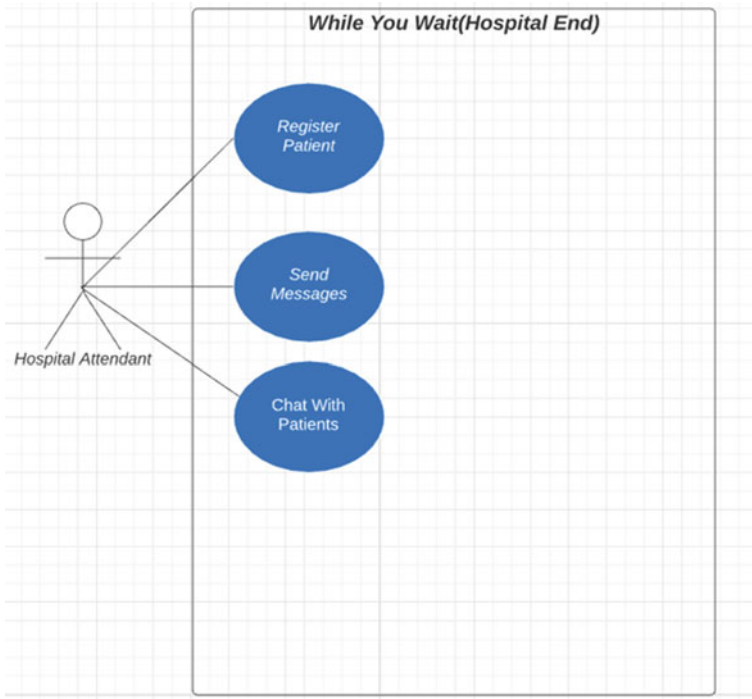 While You Wait(Hospital End)
Register
Patient
Send
Messages
Hospital Attendant
Chat With
Patients